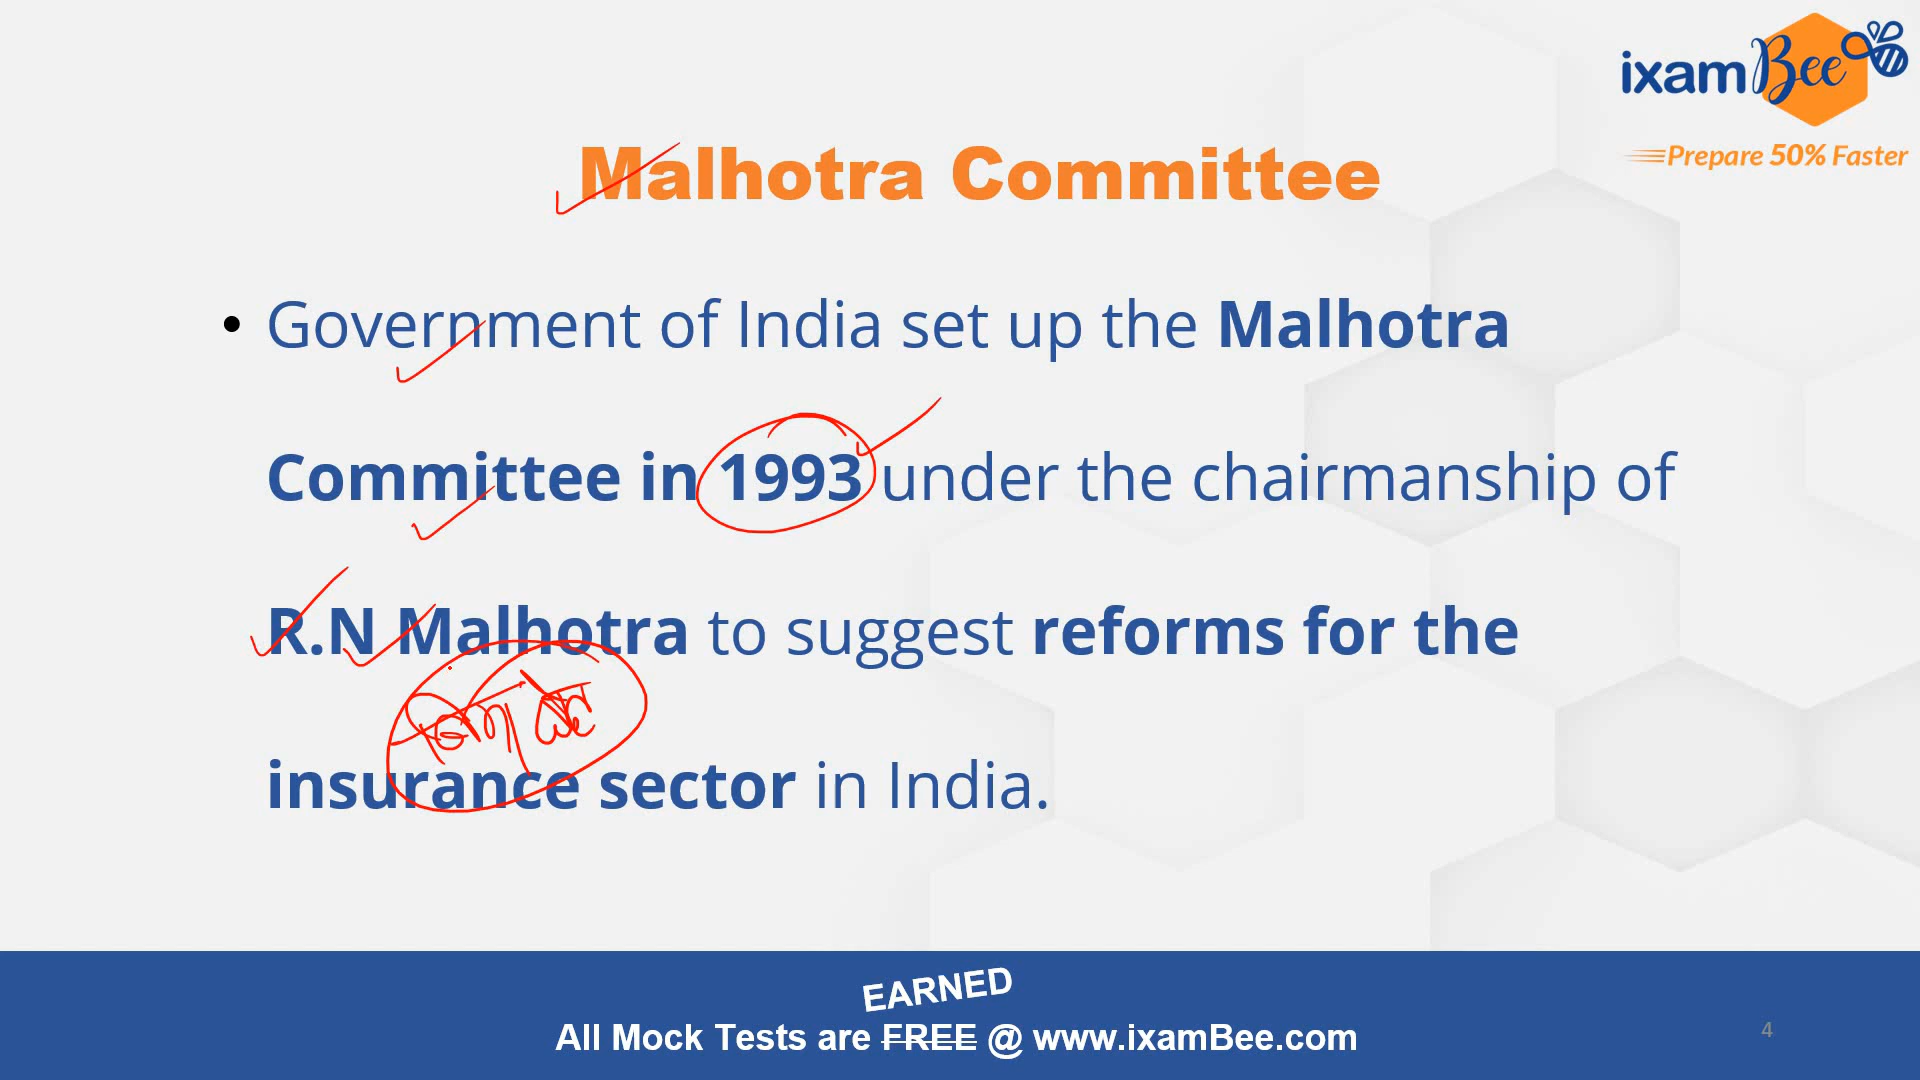 ixamBee
Prepare 50% Faster
Malhotra Committee
• Government of India set up the Malhotra
Committee in 1993 under the chairmanship of
R.N Malhotra to suggest reforms for the
insurance sector in India.
EARNED
All Mock Tests are FREE @ www.ixamBee.com
4